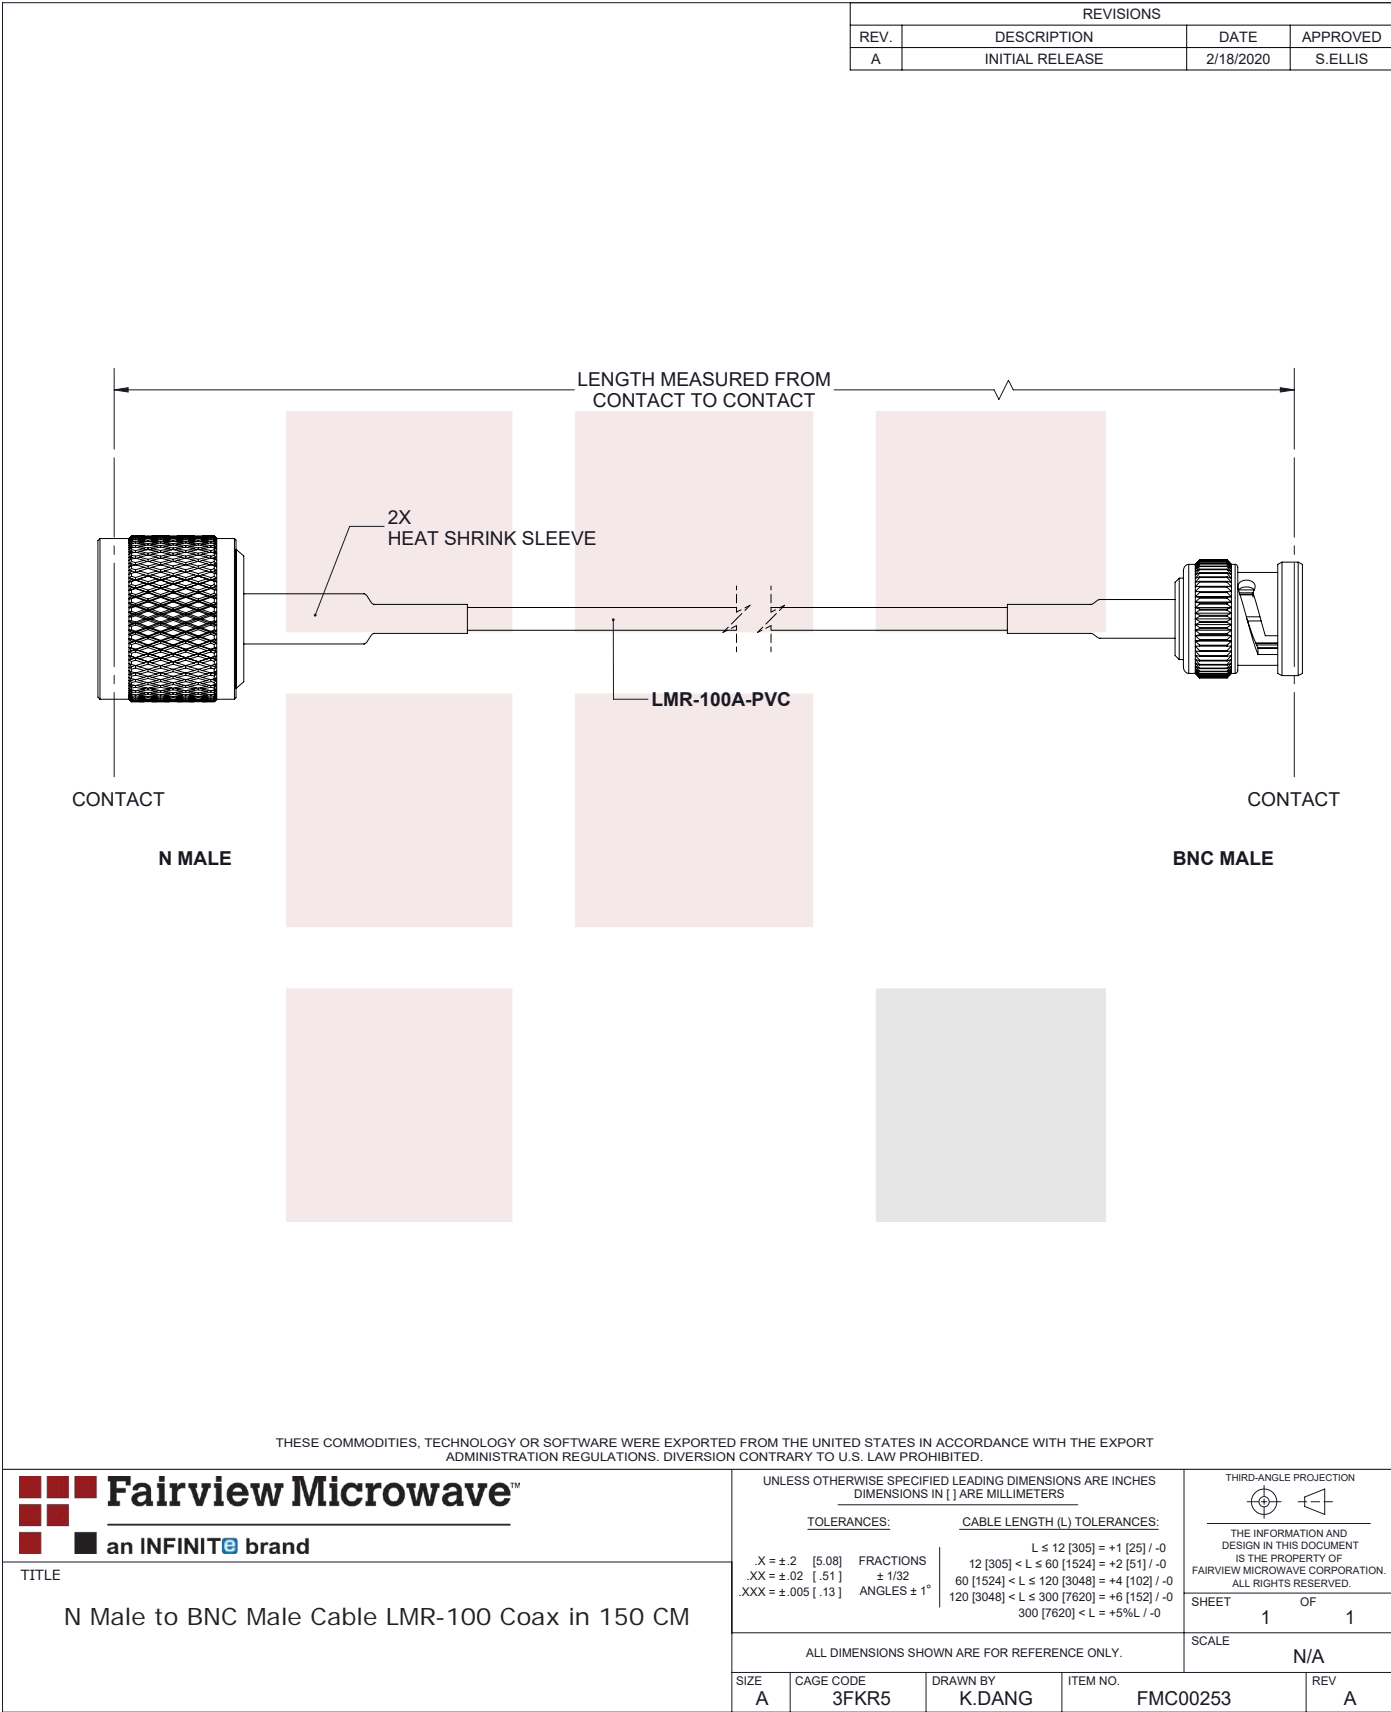 REVISIONS
REV. DESCRIPTION DATE APPROVED
A INITIAL RELEASE 2/18/2020 S.ELLIS
LENGTH MEASURED FROM
CONTACT TO CONTACT
2X
HEAT SHRINK SLEEVE
LMR-100A-PVC
CONTACT
CONTACT
N MALE
BNC MALE
THESE COMMODITIES, TECHNOLOGY OR SOFTWARE WERE EXPORTED FROM THE UNITED STATES IN ACCORDANCE WITH THE EXPORT
ADMINISTRATION REGULATIONS. DIVERSION CONTRARY TO U.S. LAW PROHIBITED.
Fairview Microwave™
an INFINITe brand
TITLE
N Male to BNC Male Cable LMR-100 Coax in 150 CM
UNLESS OTHERWISE SPECIFIED LEADING DIMENSIONS ARE INCHES
DIMENSIONS IN [ ] ARE MILLIMETERS
TOLERANCES:
.X = ±.2 [5.08] FRACTIONS
.XX = ±.02 [ .51 ] ± 1/32
.XXX = ±.005 [ .13 ] ANGLES ± 1°
CABLE LENGTH (L) TOLERANCES:
L ≤ 12 [305] = +1 [25] / -0
12 [305] < L ≤ 60 [1524] = +2 [51] / -0
60 [1524] < L ≤ 120 [3048] = +4 [102] / -0
120 [3048] < L ≤ 300 [7620] = +6 [152] / -0
300 [7620] < L = +5%L / -0
ALL DIMENSIONS SHOWN ARE FOR REFERENCE ONLY.
THIRD-ANGLE PROJECTION
THE INFORMATION AND
DESIGN IN THIS DOCUMENT
IS THE PROPERTY OF
FAIRVIEW MICROWAVE CORPORATION.
ALL RIGHTS RESERVED.
SHEET OF
1 1
SCALE
N/A
SIZE CAGE CODE DRAWN BY ITEM NO. REV
A 3FKR5 K.DANG FMC00253 A